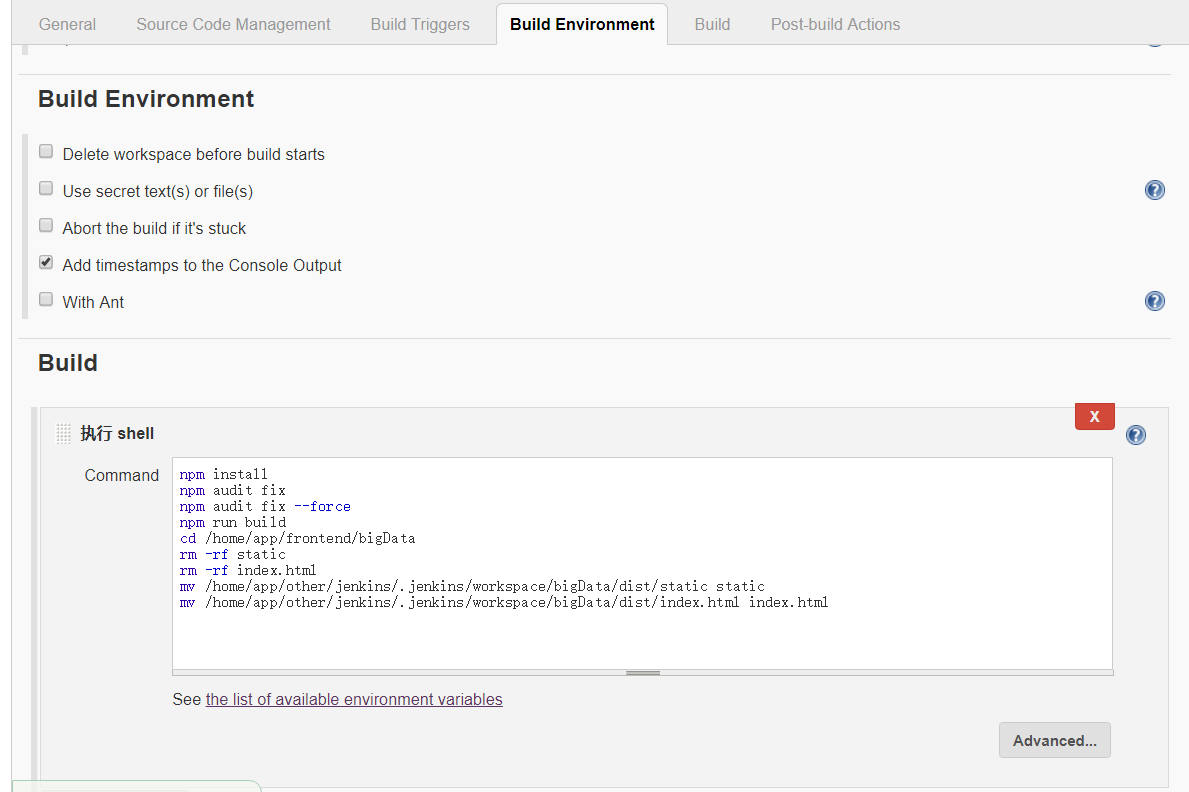 General Source Code Management Build Triggers Build Environment Build Post-build Actions
Build Environment
Delete workspace before build starts
Use secret text(s) or file(s)
Abort the build if it's stuck
Add timestamps to the Console Output
With Ant
Build
X
执行 shell
Command
npm install
npm audit fix
npm audit fix --force
npm run build
cd /home/app/frontend/bigData
rm -rf static
rm -rf index.html
mv /home/app/other/jenkins/.jenkins/workspace/bigData/dist/static static
mv /home/app/other/jenkins/.jenkins/workspace/bigData/dist/index.html index.html
See the list of available environment variables
Advanced...